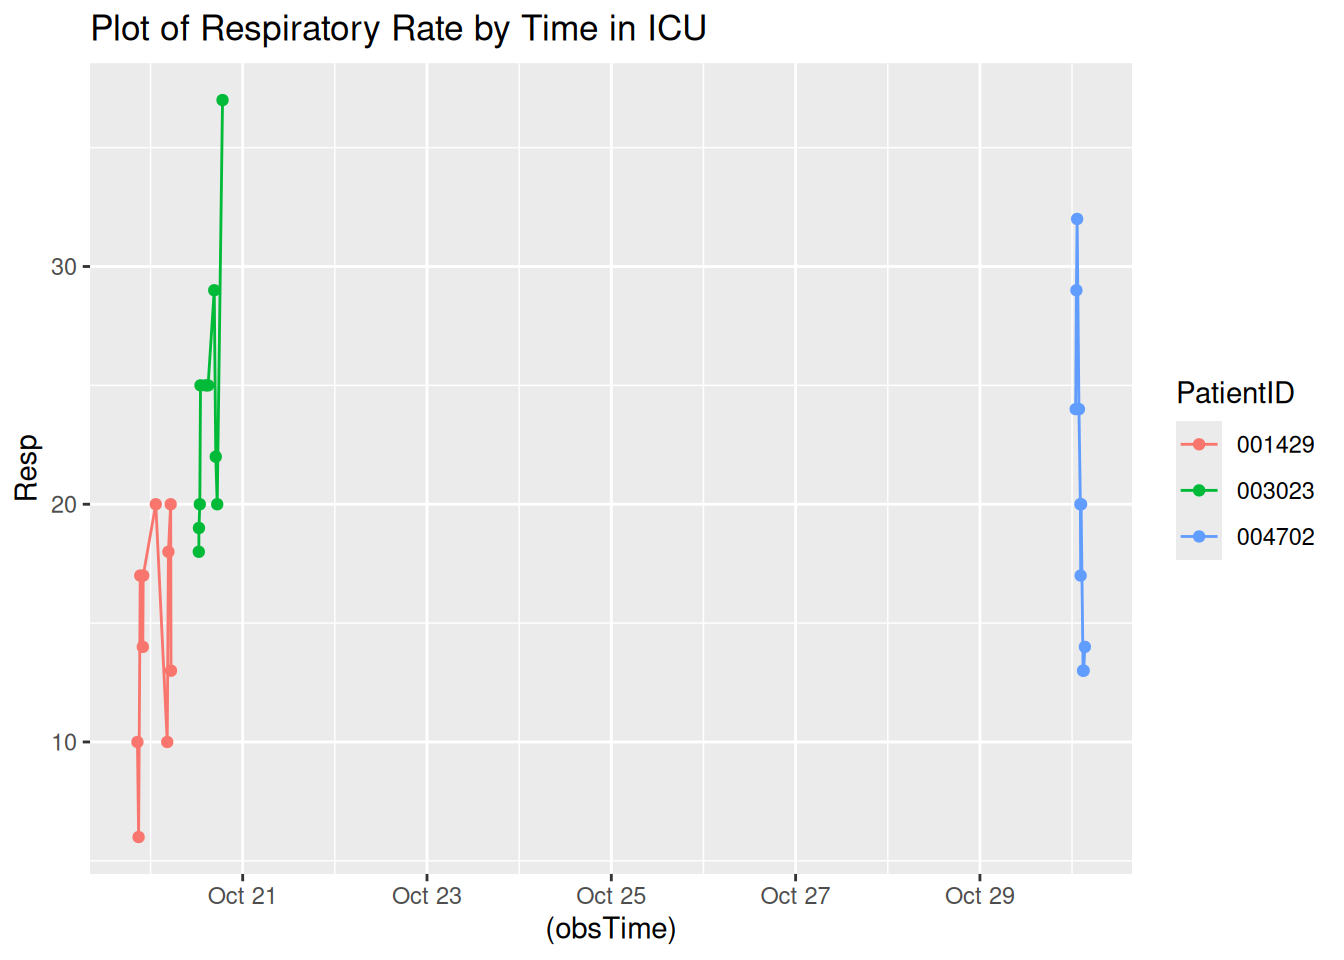 Plot of Respiratory Rate by Time in ICU
Resp
30
20
10
Oct 21
Oct 23
Oct 25
Oct 27
Oct 29
(obsTime)
PatientID
001429
003023
004702